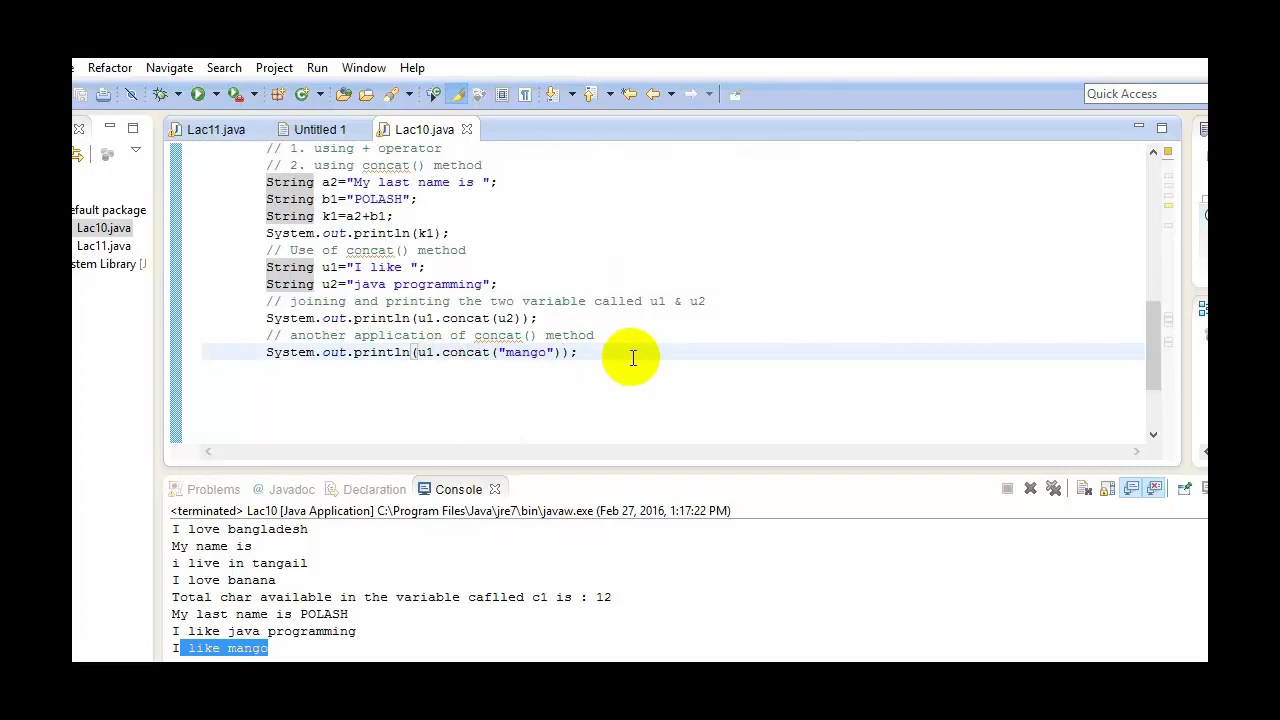 Refactor Navigate Search Project Run Window Help
Quick Access
Lac11.java Untitled 1 Lac10.java
// 1. using + operator
// 2. using concat() method
String a2="My last name is ";
String b1="POLASH";
String k1=a2+b1;
System.out.println(k1);
// Use of concat() method
String u1="I like ";
String u2="java programming";
// joining and printing the two variable called u1 & u2
System.out.println(u1.concat(u2));
// another application of concat() method
System.out.println(u1.concat("mango"));
efault package
Lac10.java
Lac11.java
stem Library [J
Problems @ Javadoc Declaration Console
<terminated> Lac10 [Java Application] C:\Program Files\Java\jre7\bin\javaw.exe (Feb 27, 2016, 1:17:22 PM)
I love bangladesh
My name is
i live in tangail
I love banana
Total char available in the variable caflled c1 is : 12
My last name is POLASH
I like java programming
I like mango